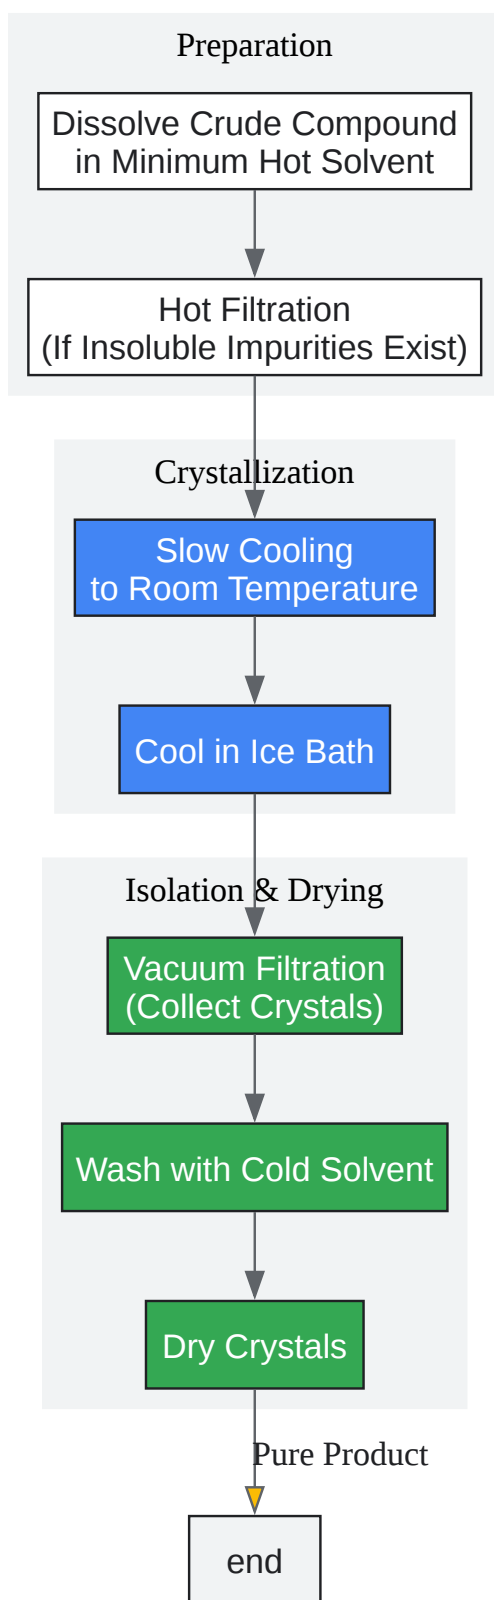 Preparation
Dissolve Crude Compound
in Minimum Hot Solvent
Hot Filtration
(If Insoluble Impurities Exist)
Crystallization
Slow Cooling
to Room Temperature
Cool in Ice Bath
Isolation & Drying
Vacuum Filtration
(Collect Crystals)
Wash with Cold Solvent
Dry Crystals
Pure Product
end